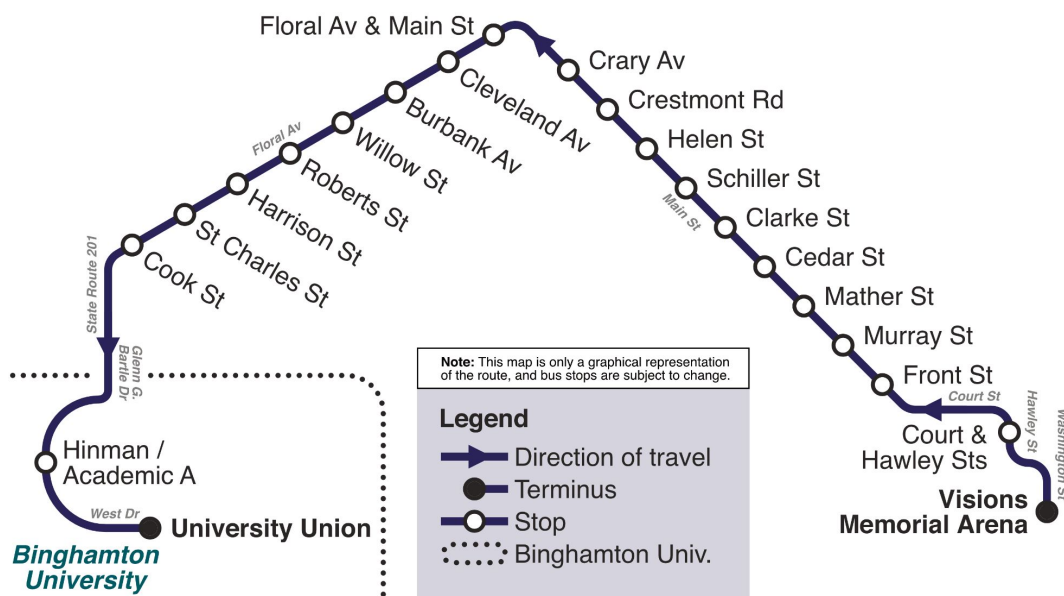 Floral Av & Main St
Crary Av
Cleveland Av
Crestmont Rd
Burbank Av
Helen St
Floral Av
Willow St
Schiller St
Roberts St
Main St
Clarke St
Harrison St
Cedar St
St Charles St
State Route 201
Cook St
Mather St
Murray St
Glenn G.
Bartle Dr
Front St
Court St
Hawley St
Washington St
Court &
Hawley Sts
Visions
Memorial Arena
Hinman /
Academic A
West Dr
University Union
Binghamton
University
Note: This map is only a graphical representation
of the route, and bus stops are subject to change.
Legend
Direction of travel
Terminus
Stop
Binghamton Univ.